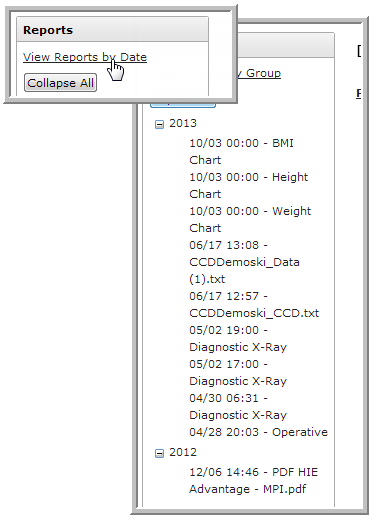 Reports
View Reports by Date
Collapse All
Group
2013
10/03 00:00 - BMI
Chart
10/03 00:00 - Height
Chart
10/03 00:00 - Weight
Chart
06/17 13:08 -
CCDDemoski_Data
(1).txt
06/17 12:57 -
CCDDemoski_CCD.txt
05/02 19:00 -
Diagnostic X-Ray
05/02 17:00 -
Diagnostic X-Ray
04/30 06:31 -
Diagnostic X-Ray
04/28 20:03 - Operative
2012
12/06 14:46 - PDF HIE
Advantage - MPI.pdf